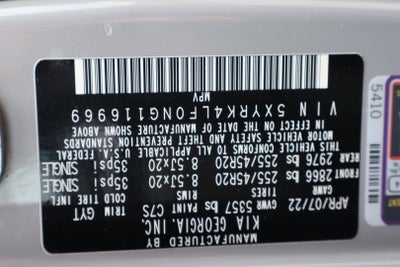 MANUFACTURED BY
KIA GEORGIA, INC.
APR/07/22 GVWR 5357 lbs PAINT C7S TRIM GYT
GAWR TIRES RIMS COLD TIRE INFL
FRONT 2866 lbs 255/45R20 8.5Jx20 35psi SINGLE
REAR 2976 lbs 255/45R20 8.5Jx20 35psi SINGLE
THIS VEHICLE CONFORMS TO ALL APPLICABLE U.S.A. FEDERAL
MOTOR VEHICLE SAFETY AND THEFT PREVENTION STANDARDS
IN EFFECT ON THE DATE OF MANUFACTURE SHOWN ABOVE
VIN 5XYRK4LF0NG116969
MPV
5410